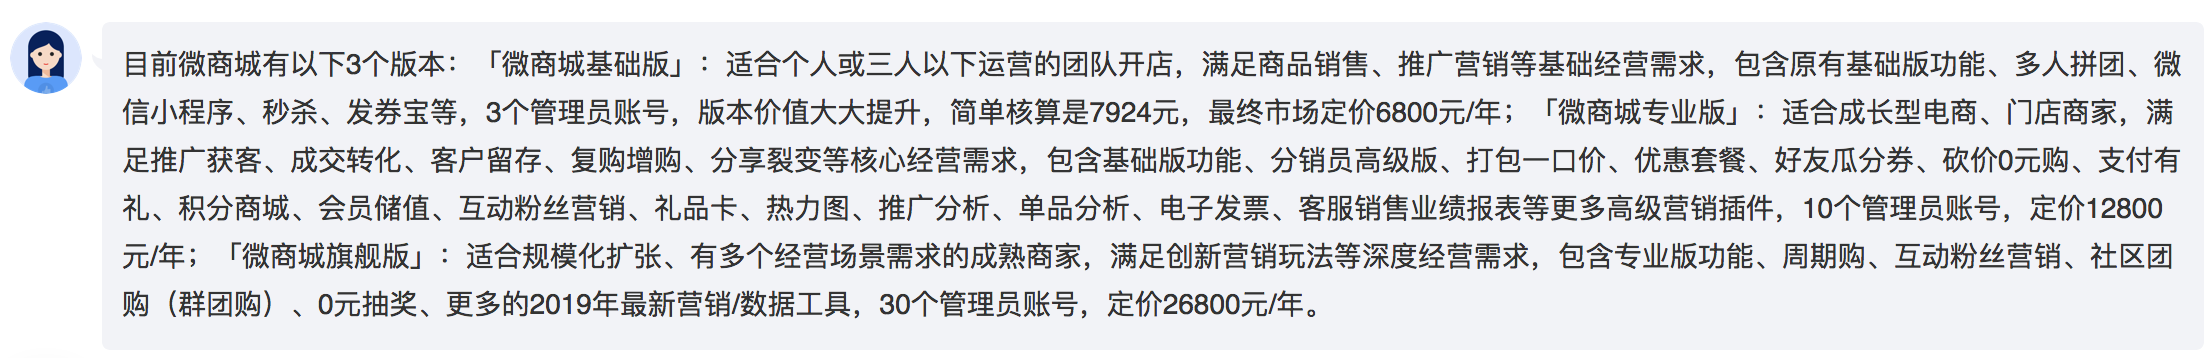 目前微商城有以下3个版本：「微商城基础版」：适合个人或三人以下运营的团队开店，满足商品销售、推广营销等基础经营需求，包含原有基础版功能、多人拼团、微
信小程序、秒杀、发券宝等，3个管理员账号，版本价值大大提升，简单核算是7924元，最终市场定价6800元/年；「微商城专业版」：适合成长型电商、门店商家，满
足推广获客、成交转化、客户留存、复购增购、分享裂变等核心经营需求，包含基础版功能、分销员高级版、打包一口价、优惠套餐、好友瓜分券、砍价0元购、支付有
礼、积分商城、会员储值、互动粉丝营销、礼品卡、热力图、推广分析、单品分析、电子发票、客服销售业绩报表等更多高级营销插件，10个管理员账号，定价12800
元/年；「微商城旗舰版」：适合规模化扩张、有多个经营场景需求的成熟商家，满足创新营销玩法等深度经营需求，包含专业版功能、周期购、互动粉丝营销、社区团
购（群团购）、0元抽奖、更多的2019年最新营销/数据工具，30个管理员账号，定价26800元/年。